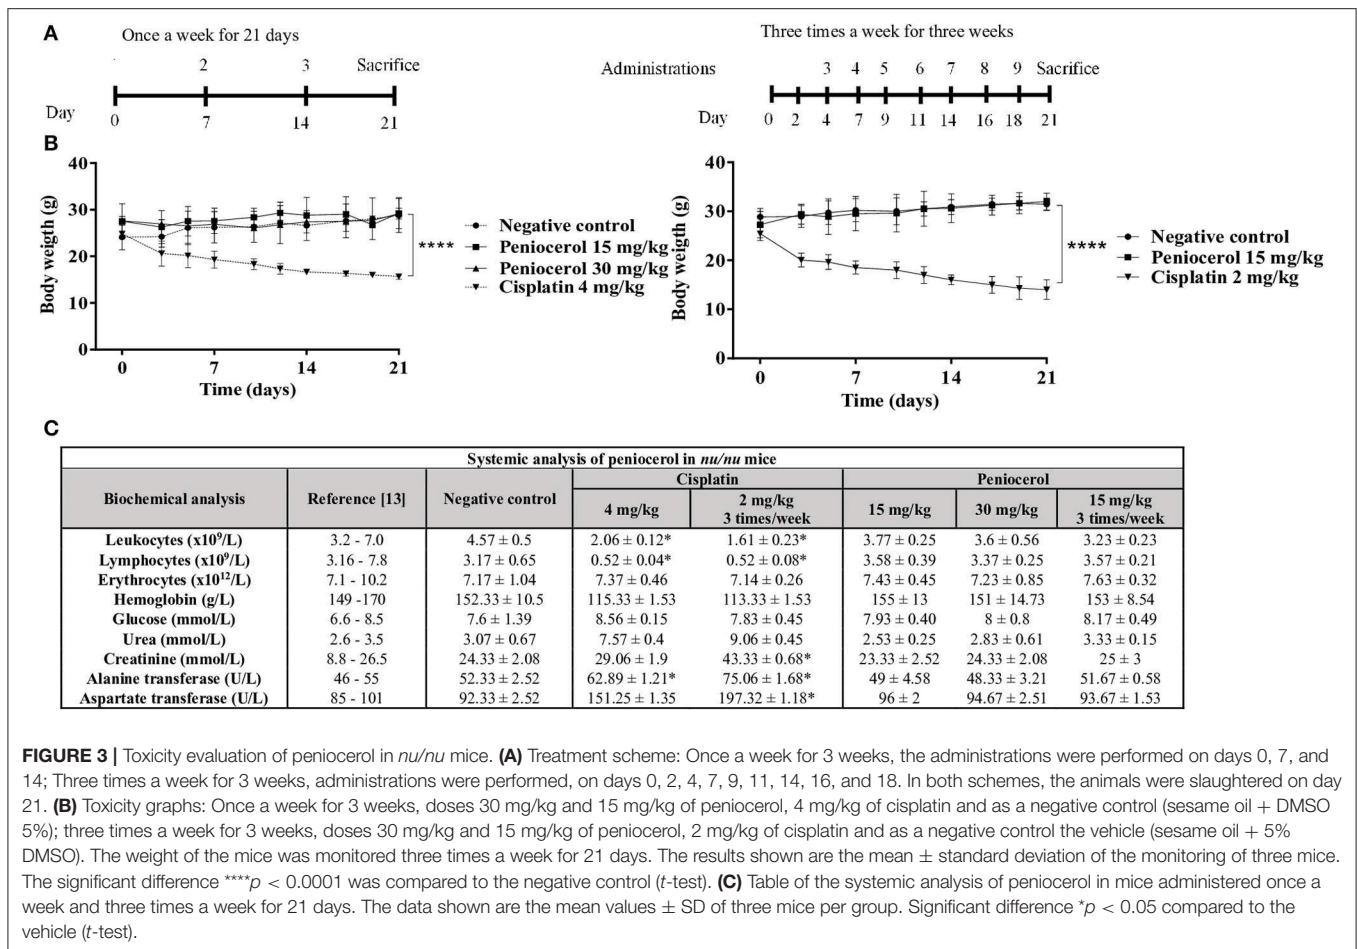 A
Once a week for 21 days
2 3 Sacrifice
Day
0 7 14 21
Three times a week for three weeks
Administrations
3 4 5 6 7 8 9 Sacrifice
Day 0 2 4 7 9 11 14 16 18 21
B
Body weigth (g)
40
30
20
10
0
0 7 14 21
Time (days)
****
Negative control
Peniocerol 15 mg/kg
Peniocerol 30 mg/kg
Cisplatin 4 mg/kg
Body weigth (g)
40
30
20
10
0
0 7 14 21
Time (days)
****
Negative control
Peniocerol 15 mg/kg
Cisplatin 2 mg/kg
C
Systemic analysis of peniocerol in nu/nu mice
Biochemical analysis Reference [13] Negative control Cisplatin Peniocerol
4 mg/kg 2 mg/kg 3 times/week 15 mg/kg 30 mg/kg 15 mg/kg 3 times/week
Leukocytes (x10⁹/L) 3.2 - 7.0 4.57 ± 0.5 2.06 ± 0.12* 1.61 ± 0.23* 3.77 ± 0.25 3.6 ± 0.56 3.23 ± 0.23
Lymphocytes (x10⁹/L) 3.16 - 7.8 3.17 ± 0.65 0.52 ± 0.04* 0.52 ± 0.08* 3.58 ± 0.39 3.37 ± 0.25 3.57 ± 0.21
Erythrocytes (x10¹²/L) 7.1 - 10.2 7.17 ± 1.04 7.37 ± 0.46 7.14 ± 0.26 7.43 ± 0.45 7.23 ± 0.85 7.63 ± 0.32
Hemoglobin (g/L) 149 -170 152.33 ± 10.5 115.33 ± 1.53 113.33 ± 1.53 155 ± 13 151 ± 14.73 153 ± 8.54
Glucose (mmol/L) 6.6 - 8.5 7.6 ± 1.39 8.56 ± 0.15 7.83 ± 0.45 7.93 ± 0.40 8 ± 0.8 8.17 ± 0.49
Urea (mmol/L) 2.6 - 3.5 3.07 ± 0.67 7.57 ± 0.4 9.06 ± 0.45 2.53 ± 0.25 2.83 ± 0.61 3.33 ± 0.15
Creatinine (mmol/L) 8.8 - 26.5 24.33 ± 2.08 29.06 ± 1.9 43.33 ± 0.68* 23.33 ± 2.52 24.33 ± 2.08 25 ± 3
Alanine transferase (U/L) 46 - 55 52.33 ± 2.52 62.89 ± 1.21* 75.06 ± 1.68* 49 ± 4.58 48.33 ± 3.21 51.67 ± 0.58
Aspartate transferase (U/L) 85 - 101 92.33 ± 2.52 151.25 ± 1.35 197.32 ± 1.18* 96 ± 2 94.67 ± 2.51 93.67 ± 1.53
FIGURE 3 | Toxicity evaluation of peniocerol in nu/nu mice. (A) Treatment scheme: Once a week for 3 weeks, the administrations were performed on days 0, 7, and
14; Three times a week for 3 weeks, administrations were performed, on days 0, 2, 4, 7, 9, 11, 14, 16, and 18. In both schemes, the animals were slaughtered on day
21. (B) Toxicity graphs: Once a week for 3 weeks, doses 30 mg/kg and 15 mg/kg of peniocerol, 4 mg/kg of cisplatin and as a negative control (sesame oil + DMSO
5%); three times a week for 3 weeks, doses 30 mg/kg and 15 mg/kg of peniocerol, 2 mg/kg of cisplatin and as a negative control the vehicle (sesame oil + 5%
DMSO). The weight of the mice was monitored three times a week for 21 days. The results shown are the mean ± standard deviation of the monitoring of three mice.
The significant difference ****p < 0.0001 was compared to the negative control (t-test). (C) Table of the systemic analysis of peniocerol in mice administered once a
week and three times a week for 21 days. The data shown are the mean values ± SD of three mice per group. Significant difference *p < 0.05 compared to the
vehicle (t-test).